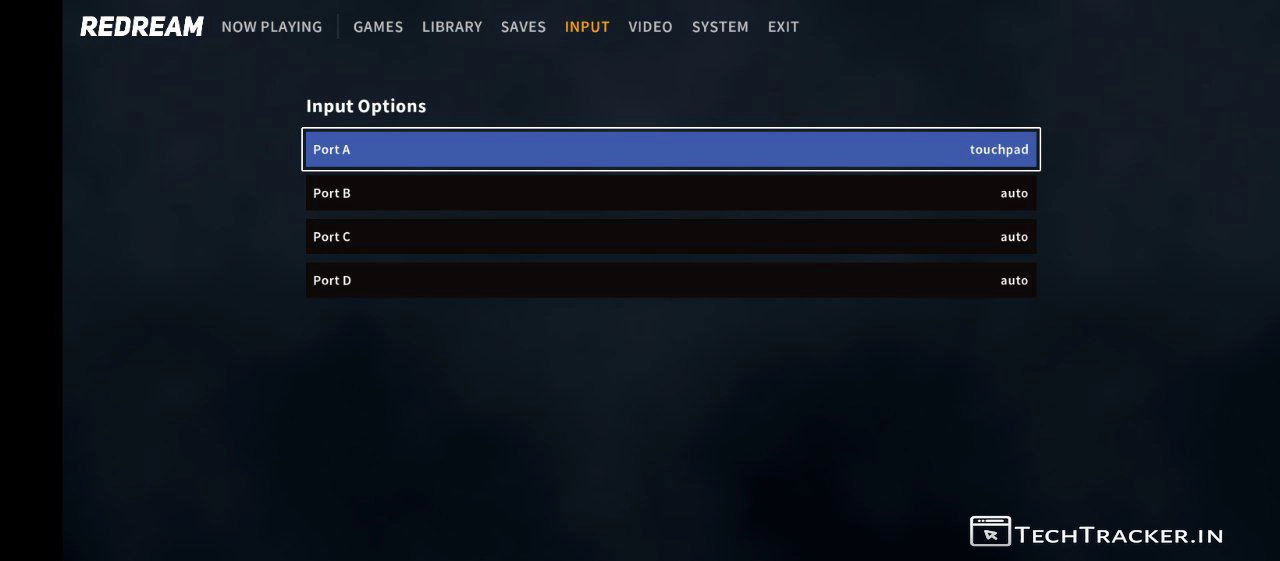 REDREAM NOW PLAYING GAMES LIBRARY SAVES INPUT VIDEO SYSTEM EXIT
Input Options
Port A touchpad
Port B auto
Port C auto
Port D auto
TECHTRACKER.IN